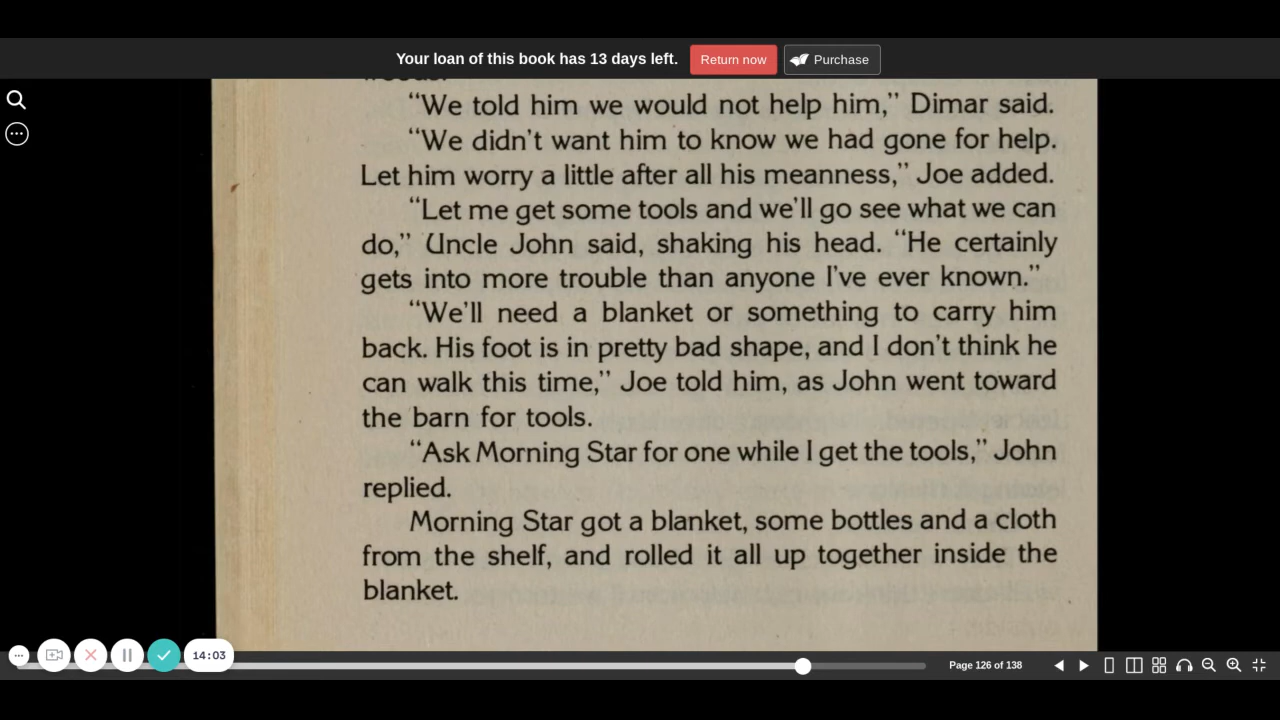 Your loan of this book has 13 days left. Return now Purchase
“We told him we would not help him,” Dimar said.
“We didn’t want him to know we had gone for help.
Let him worry a little after all his meanness,” Joe added.
“Let me get some tools and we’ll go see what we can
do,” Uncle John said, shaking his head. “He certainly
gets into more trouble than anyone I’ve ever known.”
“We’ll need a blanket or something to carry him
back. His foot is in pretty bad shape, and I don’t think he
can walk this time,” Joe told him, as John went toward
the barn for tools.
“Ask Morning Star for one while I get the tools,” John
replied.
Morning Star got a blanket, some bottles and a cloth
from the shelf, and rolled it all up together inside the
blanket.
14:03
Page 126 of 138